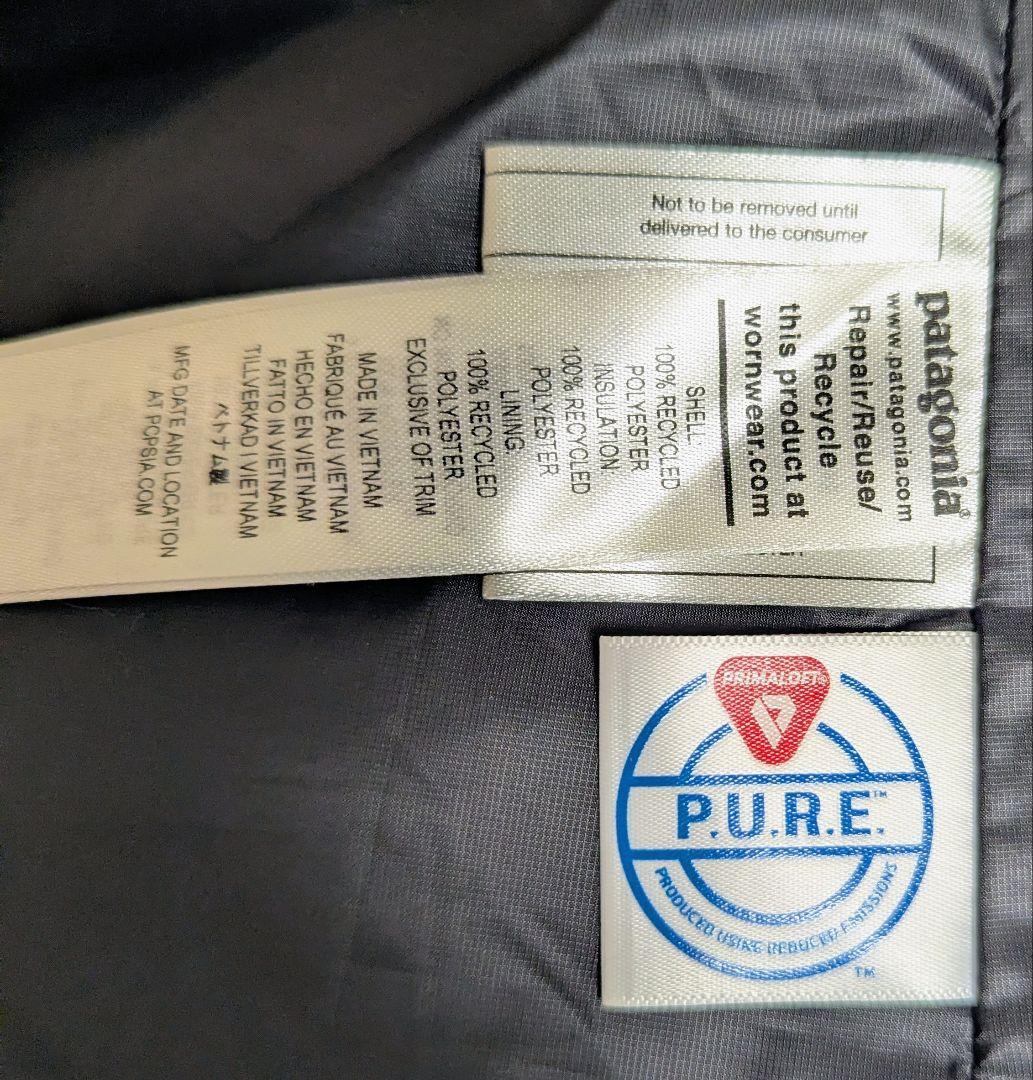 Not to be removed until
delivered to the consumer
patagonia®
www.patagonia.com
Repair/Reuse/
Recycle
this product at
wornwear.com
SHELL:
100% RECYCLED
POLYESTER
INSULATION
100% RECYCLED
POLYESTER
LINING
100% RECYCLED
POLYESTER
EXCLUSIVE OF TRIM
MADE IN VIETNAM
FABRIQUÉ AU VIETNAM
HECHO EN VIETNAM
FATTO IN VIETNAM
TILLVERKAD I VIETNAM
ベトナム製
MFG DATE AND LOCATION
AT POPSIA.COM
PRIMALOFT®
P.U.R.E.™
PRODUCED USING REDUCED EMISSIONS
™